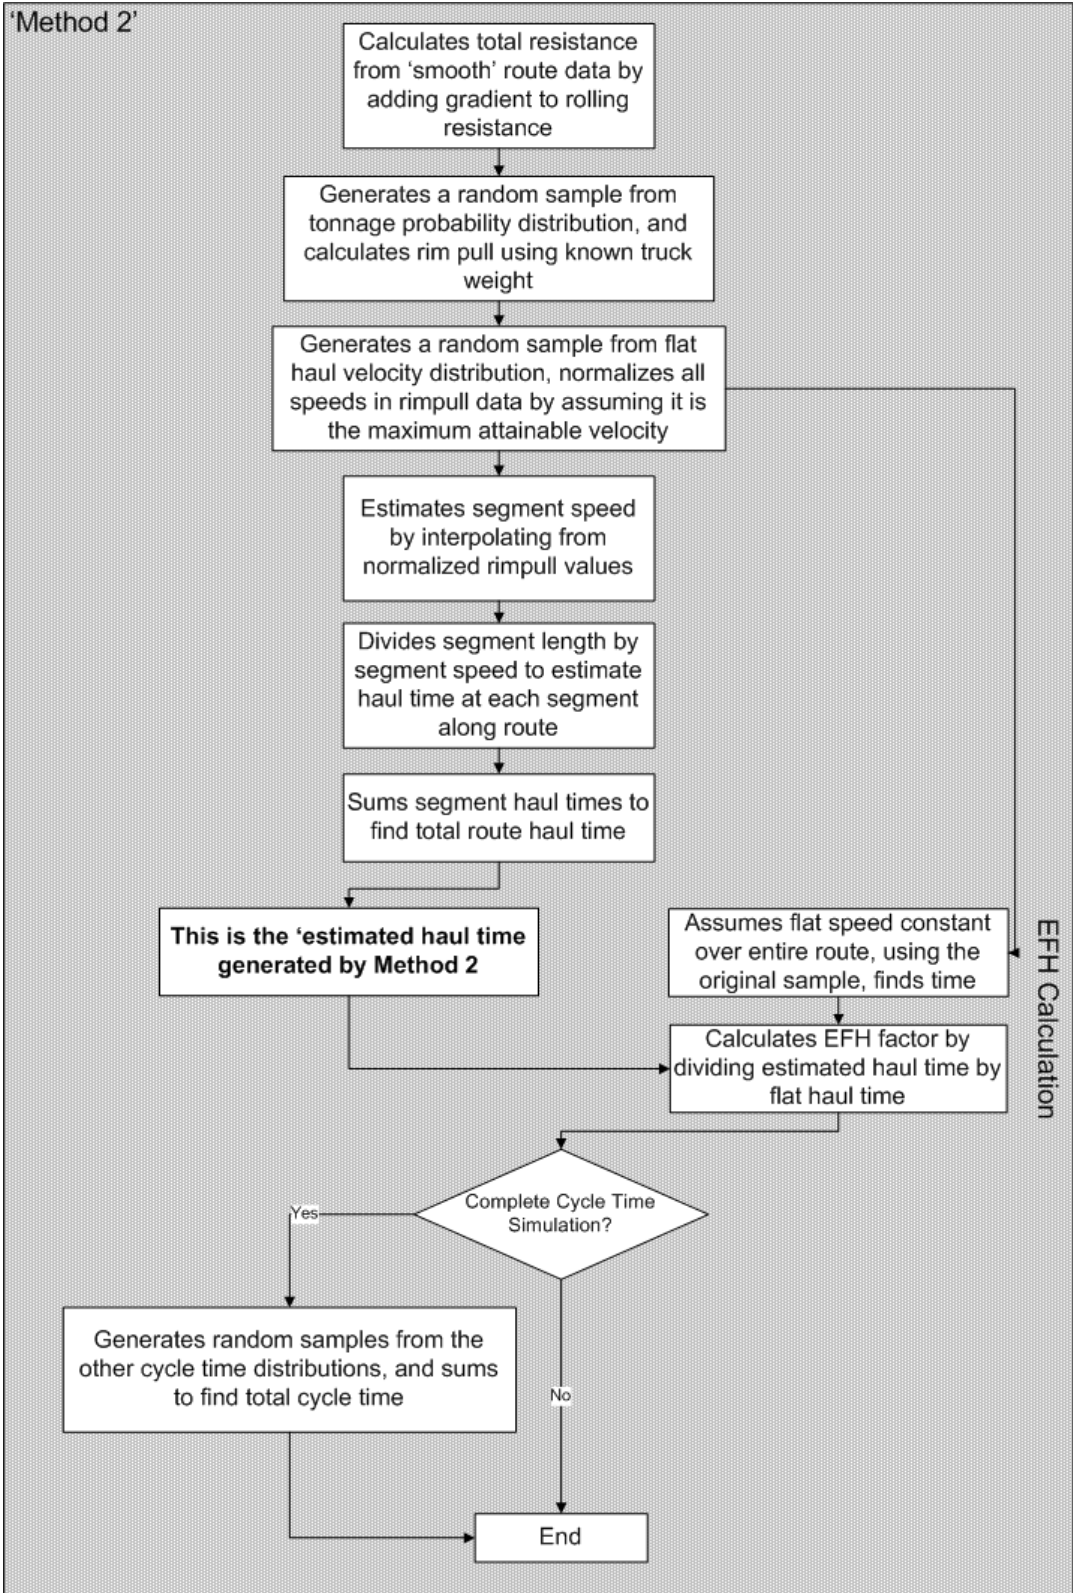 'Method 2'
Calculates total resistance
from 'smooth' route data by
adding gradient to rolling
resistance
Generates a random sample from
tonnage probability distribution, and
calculates rim pull using known truck
weight
Generates a random sample from flat
haul velocity distribution, normalizes all
speeds in rimpull data by assuming it is
the maximum attainable velocity
Estimates segment speed
by interpolating from
normalized rimpull values
Divides segment length by
segment speed to estimate
haul time at each segment
along route
Sums segment haul times to
find total route haul time
This is the 'estimated haul time
generated by Method 2
Assumes flat speed constant
over entire route, using the
original sample, finds time
EFH Calculation
Calculates EFH factor by
dividing estimated haul time by
flat haul time
Complete Cycle Time
Simulation?
Yes
Generates random samples from the
other cycle time distributions, and sums
to find total cycle time
No
End